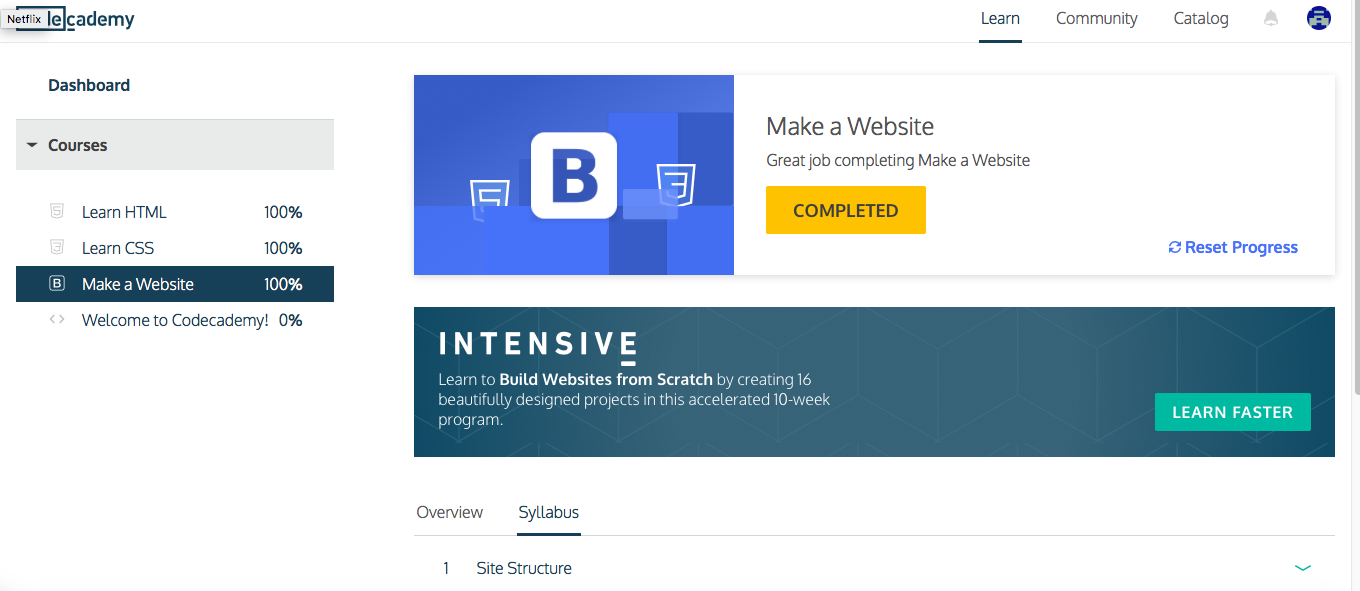 Netflix
lecademy
Learn
Community
Catalog
Dashboard
Courses
Learn HTML 100%
Learn CSS 100%
B Make a Website 100%
Welcome to Codecademy! 0%
B
Make a Website
Great job completing Make a Website
COMPLETED
Reset Progress
INTENSIVE
Learn to Build Websites from Scratch by creating 16
beautifully designed projects in this accelerated 10-week
program.
LEARN FASTER
Overview
Syllabus
1 Site Structure